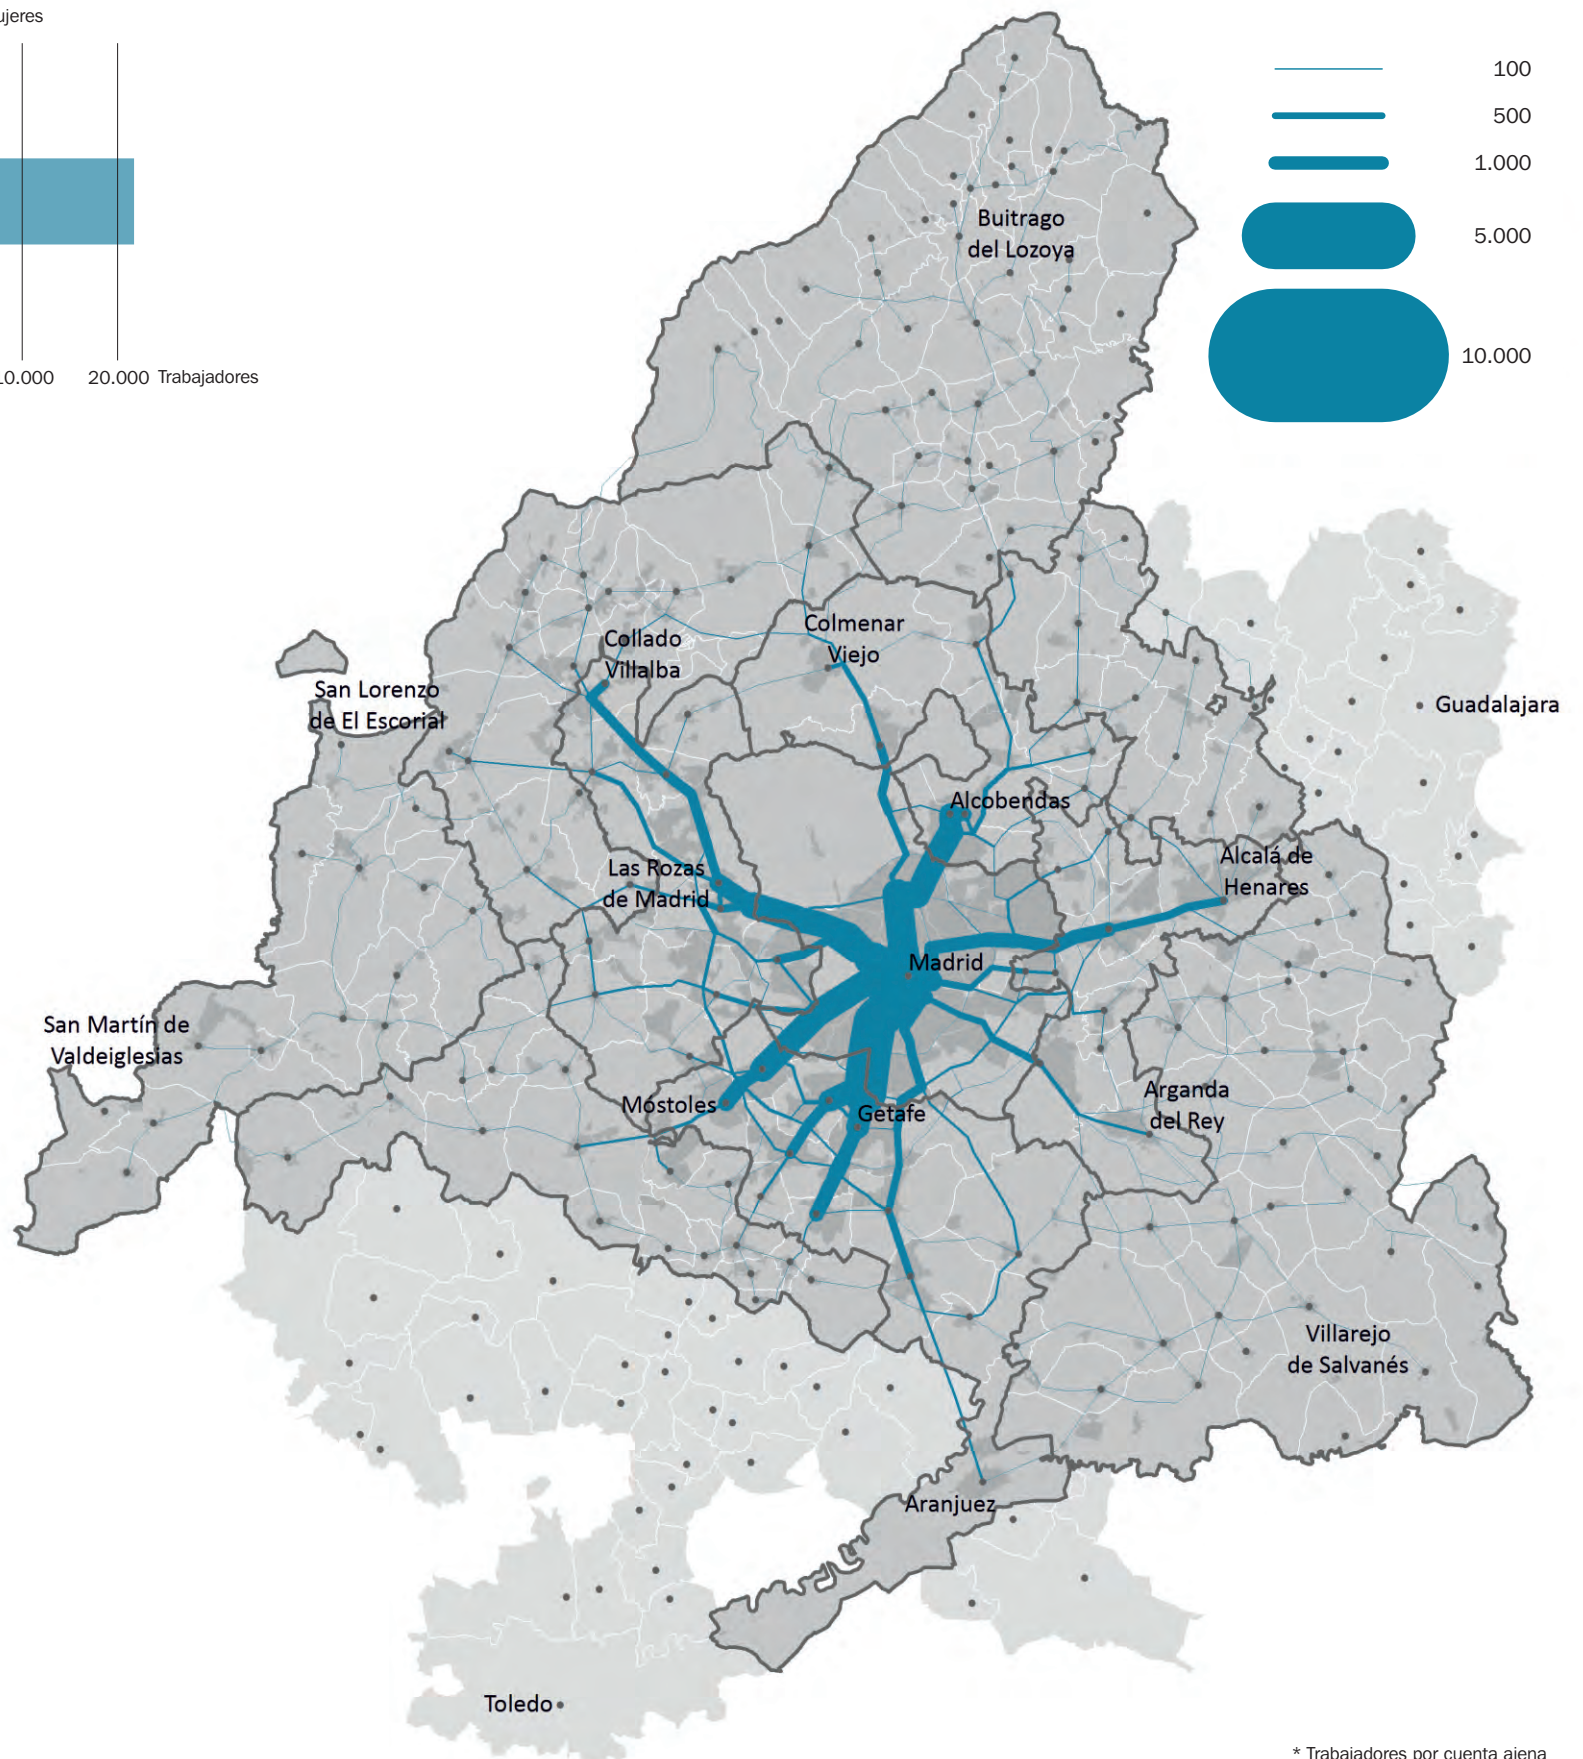 ujeres
100
500
1.000
5.000
10.000
10.000
20.000 Trabajadores
Buitrago
del Lozoya
Colmenar
Viejo
Collado
Villalba
San Lorenzo
de El Escorial
Guadalajara
Alcobendas
Las Rozas
de Madrid
Alcalá de
Henares
Madrid
San Martín de
Valdeiglesias
Móstoles
Getafe
Arganda
del Rey
Villarejo
de Salvanés
Aranjuez
Toledo
* Trabajadores por cuenta ajena